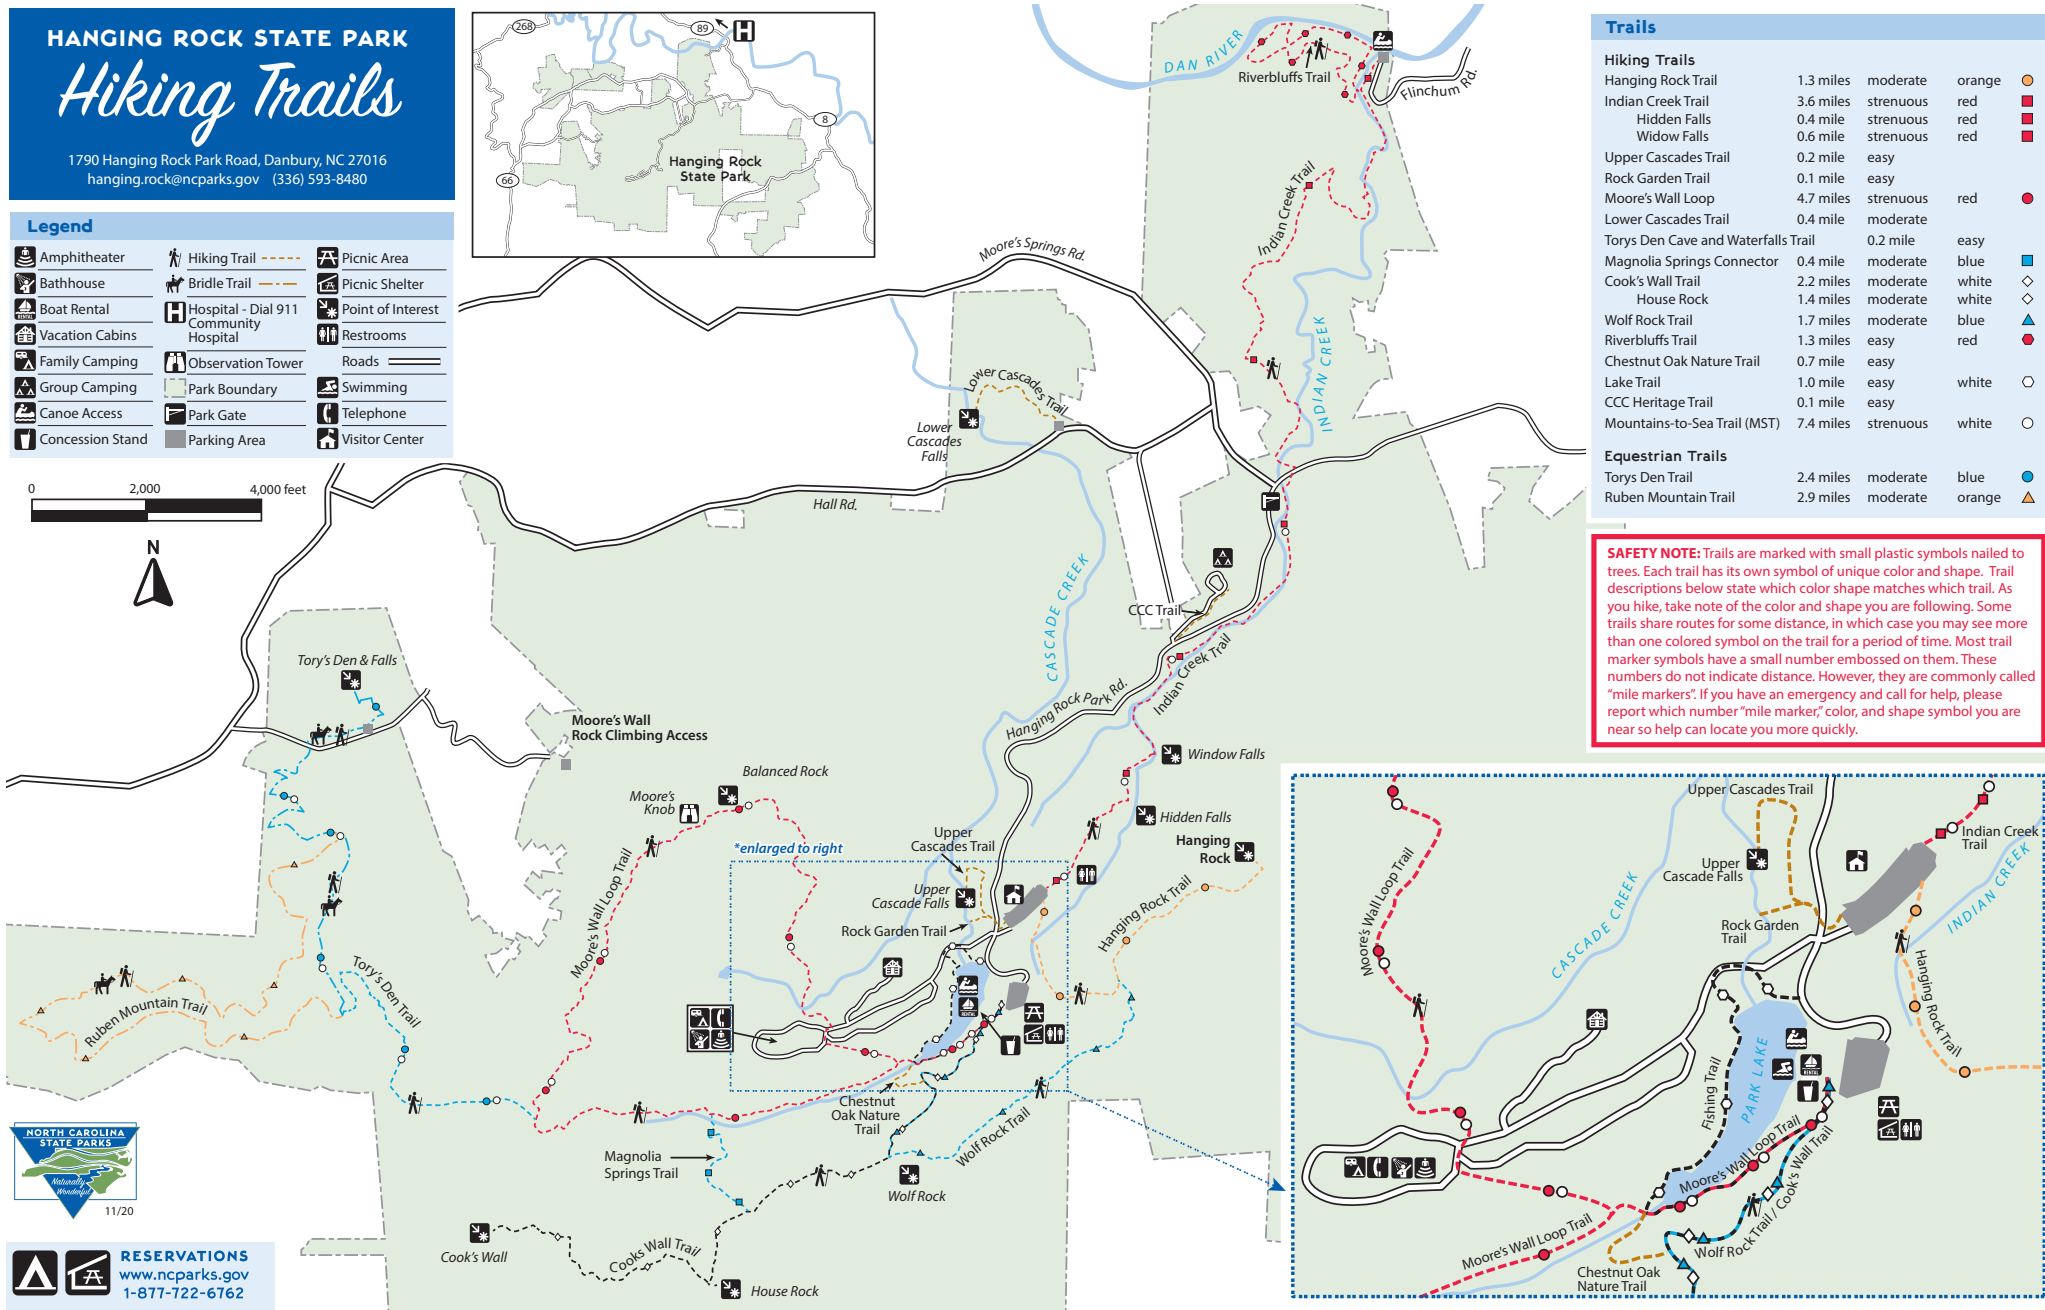 HANGING ROCK STATE PARK
Hiking Trails
1790 Hanging Rock Park Road, Danbury, NC 27016
hanging.rock@ncparks.gov (336) 593-8480
Legend
Amphitheater
Bathhouse
Boat Rental
Vacation Cabins
Family Camping
Group Camping
Canoe Access
Concession Stand
Hiking Trail
Bridle Trail
Hospital - Dial 911
Community
Hospital
Observation Tower
Park Boundary
Park Gate
Parking Area
Picnic Area
Picnic Shelter
Point of Interest
Restrooms
Roads
Swimming
Telephone
Visitor Center
0 2,000 4,000 feet
N
268
89
H
8
66
Hanging Rock
State Park
DAN RIVER
Riverbluffs Trail
Flinchum Rd.
Indian Creek Trail
INDIAN CREEK
Moore's Springs Rd.
Lower Cascades Trail
Lower
Cascades
Falls
Hall Rd.
CASCADE CREEK
CCC Trail
Indian Creek Trail
Hanging Rock Park Rd.
Window Falls
Hidden Falls
Hanging
Rock
Hanging Rock Trail
Tory's Den & Falls
Moore's Wall
Rock Climbing Access
Balanced Rock
Moore's
Knob
*enlarged to right
Upper
Cascades Trail
Upper
Cascade Falls
Rock Garden Trail
Moore's Wall Loop Trail
Tory's Den Trail
Ruben Mountain Trail
RENTAL
Chestnut
Oak Nature
Trail
Wolf Rock Trail
Wolf Rock
Magnolia
Springs Trail
Cook's Wall
Cooks Wall Trail
House Rock
NORTH CAROLINA
STATE PARKS
Naturally
Wonderful
11/20
RESERVATIONS
www.ncparks.gov
1-877-722-6762
Trails
Hiking Trails
Hanging Rock Trail 1.3 miles moderate orange
Indian Creek Trail 3.6 miles strenuous red
Hidden Falls 0.4 mile strenuous red
Widow Falls 0.6 mile strenuous red
Upper Cascades Trail 0.2 mile easy
Rock Garden Trail 0.1 mile easy
Moore's Wall Loop 4.7 miles strenuous red
Lower Cascades Trail 0.4 mile moderate
Torys Den Cave and Waterfalls Trail 0.2 mile easy
Magnolia Springs Connector 0.4 mile moderate blue
Cook's Wall Trail 2.2 miles moderate white
House Rock 1.4 miles moderate white
Wolf Rock Trail 1.7 miles moderate blue
Riverbluffs Trail 1.3 miles easy red
Chestnut Oak Nature Trail 0.7 mile easy
Lake Trail 1.0 mile easy white
CCC Heritage Trail 0.1 mile easy
Mountains-to-Sea Trail (MST) 7.4 miles strenuous white
Equestrian Trails
Torys Den Trail 2.4 miles moderate blue
Ruben Mountain Trail 2.9 miles moderate orange
SAFETY NOTE: Trails are marked with small plastic symbols nailed to
trees. Each trail has its own symbol of unique color and shape. Trail
descriptions below state which color shape matches which trail. As
you hike, take note of the color and shape you are following. Some
trails share routes for some distance, in which case you may see more
than one colored symbol on the trail for a period of time. Most trail
marker symbols have a small number embossed on them. These
numbers do not indicate distance. However, they are commonly called
"mile markers". If you have an emergency and call for help, please
report which number "mile marker," color, and shape symbol you are
near so help can locate you more quickly.
Upper Cascades Trail
Indian Creek
Trail
Upper
Cascade Falls
INDIAN CREEK
Moore's Wall Loop Trail
CASCADE CREEK
Rock Garden
Trail
Hanging Rock Trail
Fishing Trail
PARK LAKE
RENTAL
Moore's Wall Loop Trail
Wolf Rock Trail / Cook's Wall Trail
Moore's Wall Loop Trail
Chestnut Oak
Nature Trail